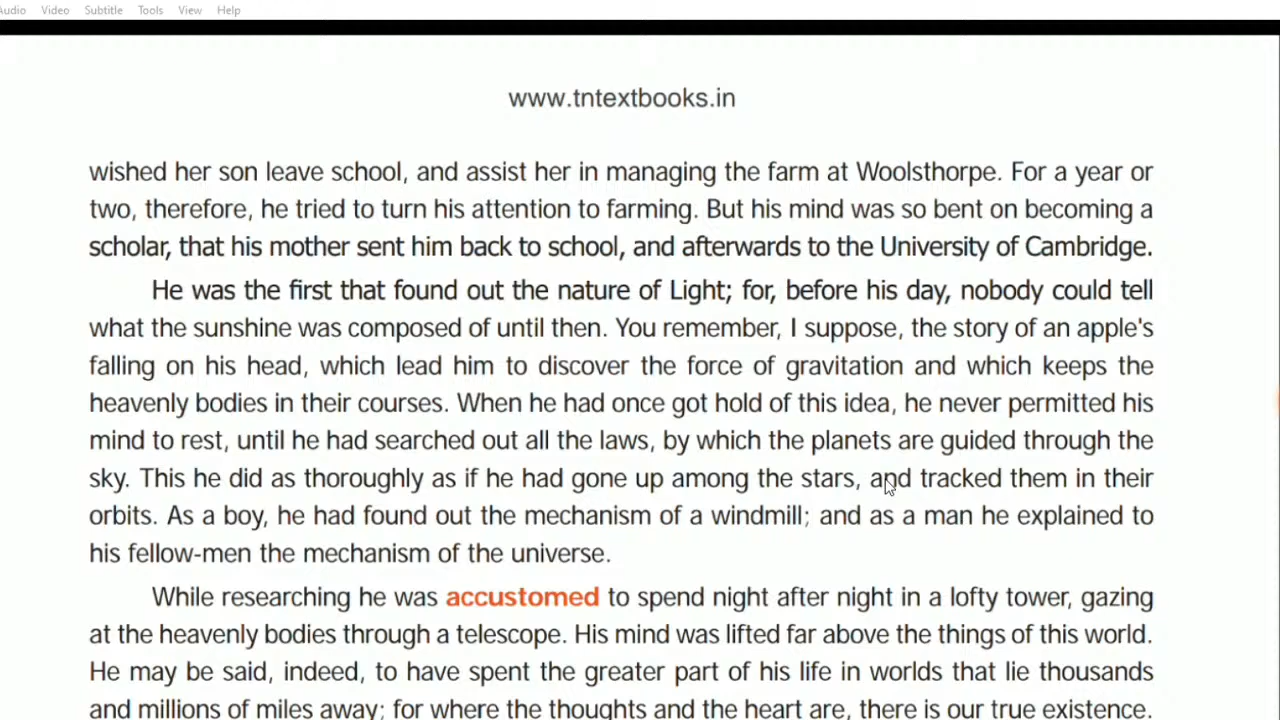 Audio Video Subtitle Tools View Help
www.tntextbooks.in
wished her son leave school, and assist her in managing the farm at Woolsthorpe. For a year or
two, therefore, he tried to turn his attention to farming. But his mind was so bent on becoming a
scholar, that his mother sent him back to school, and afterwards to the University of Cambridge.
He was the first that found out the nature of Light; for, before his day, nobody could tell
what the sunshine was composed of until then. You remember, I suppose, the story of an apple's
falling on his head, which lead him to discover the force of gravitation and which keeps the
heavenly bodies in their courses. When he had once got hold of this idea, he never permitted his
mind to rest, until he had searched out all the laws, by which the planets are guided through the
sky. This he did as thoroughly as if he had gone up among the stars, and tracked them in their
orbits. As a boy, he had found out the mechanism of a windmill; and as a man he explained to
his fellow-men the mechanism of the universe.
While researching he was accustomed to spend night after night in a lofty tower, gazing
at the heavenly bodies through a telescope. His mind was lifted far above the things of this world.
He may be said, indeed, to have spent the greater part of his life in worlds that lie thousands
and millions of miles away; for where the thoughts and the heart are, there is our true existence.